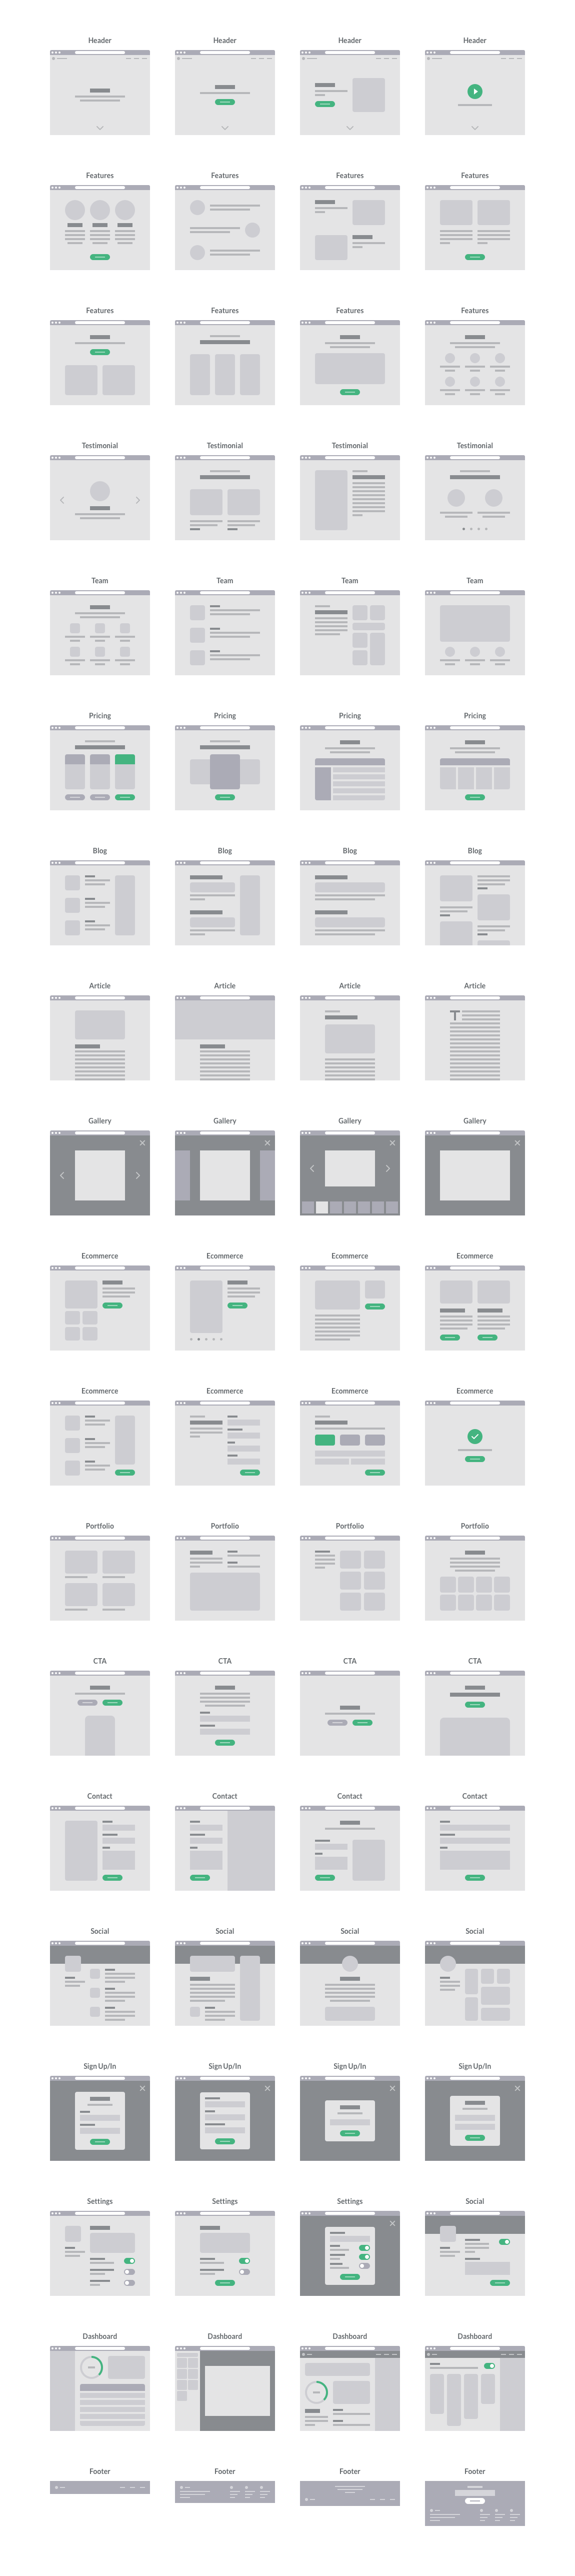 Header Header Header Header
Features Features Features Features
Features Features Features Features
Testimonial Testimonial Testimonial Testimonial
Team Team Team Team
Pricing Pricing Pricing Pricing
Blog Blog Blog Blog
Article Article Article Article
T
Gallery Gallery Gallery Gallery
Ecommerce Ecommerce Ecommerce Ecommerce
Ecommerce Ecommerce Ecommerce Ecommerce
Portfolio Portfolio Portfolio Portfolio
CTA CTA CTA CTA
Contact Contact Contact Contact
Social Social Social Social
Sign Up/In Sign Up/In Sign Up/In Sign Up/In
Settings Settings Settings Social
Dashboard Dashboard Dashboard Dashboard
Footer Footer Footer Footer